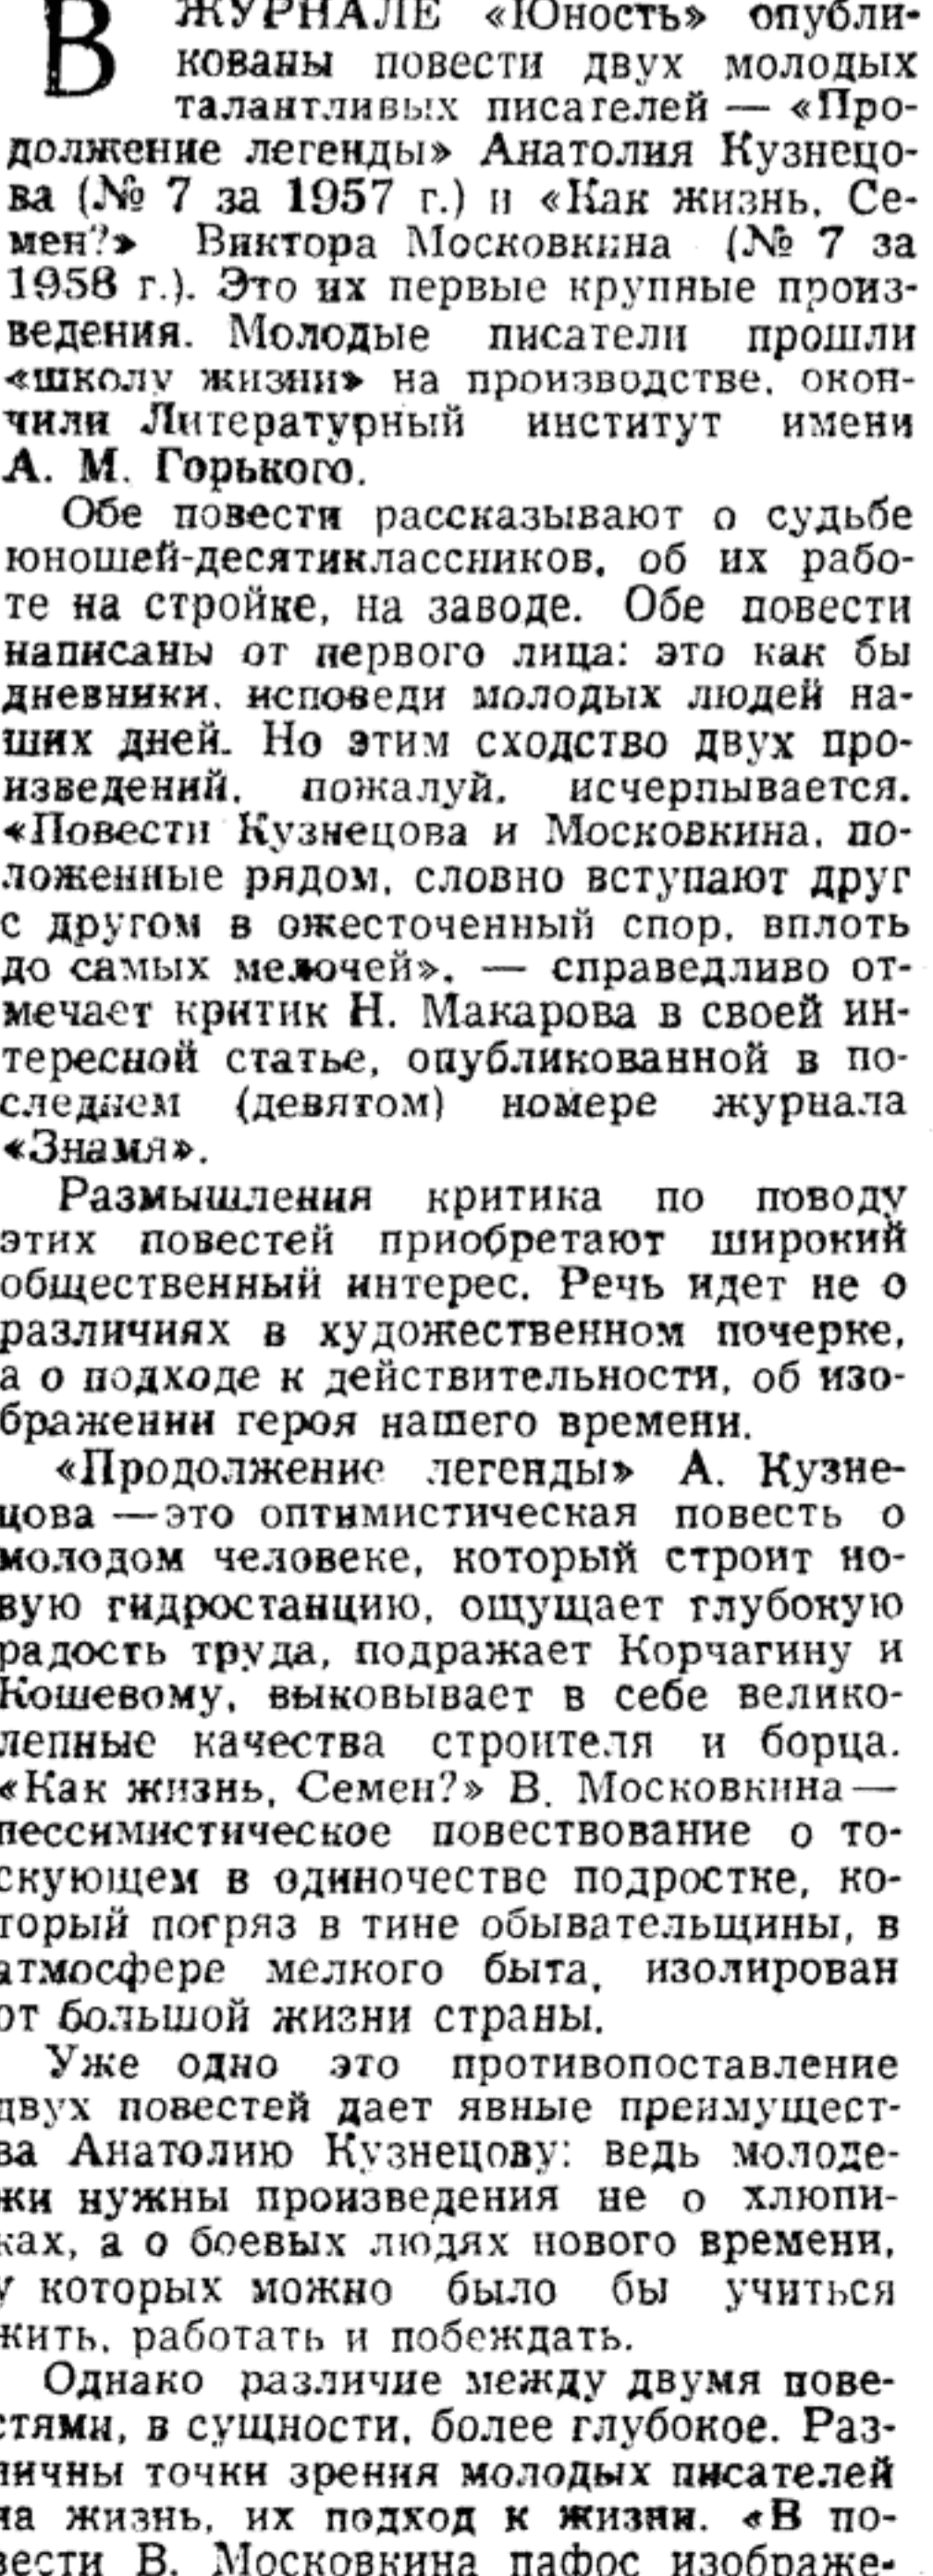 В ЖУРНАЛЕ «Юность» опубли-
кованы повести двух молодых
талантливых писателей — «Про-
должение легенды» Анатолия Кузнецо-
ва (№ 7 за 1957 г.) и «Как жизнь, Се-
мен?» Виктора Московкина (№ 7 за
1958 г.). Это их первые крупные произ-
ведения. Молодые писатели прошли
«школу жизни» на производстве, окон-
чили Литературный институт имени
А. М. Горького.
Обе повести рассказывают о судьбе
юношей-десятиклассников, об их рабо-
те на стройке, на заводе. Обе повести
написаны от первого лица: это как бы
дневники, исповеди молодых людей на-
ших дней. Но этим сходство двух про-
изведений, пожалуй, исчерпывается.
«Повести Кузнецова и Московкина, по-
ложенные рядом, словно вступают друг
с другом в ожесточенный спор, вплоть
до самых мелочей», — справедливо от-
мечает критик Н. Макарова в своей ин-
тересной статье, опубликованной в по-
следнем (девятом) номере журнала
«Знамя».
Размышления критика по поводу
этих повестей приобретают широкий
общественный интерес. Речь идет не о
различиях в художественном почерке,
а о подходе к действительности, об изо-
бражении героя нашего времени.
«Продолжение легенды» А. Кузне-
цова — это оптимистическая повесть о
молодом человеке, который строит но-
вую гидростанцию, ощущает глубокую
радость труда, подражает Корчагину и
Кошевому, выковывает в себе велико-
лепные качества строителя и борца.
«Как жизнь, Семен?» В. Московкина —
пессимистическое повествование о то-
скующем в одиночестве подростке, ко-
торый погряз в тине обывательщины, в
атмосфере мелкого быта, изолирован
от большой жизни страны.
Уже одно это противопоставление
двух повестей дает явные преимущест-
ва Анатолию Кузнецову: ведь молоде-
жи нужны произведения не о хлюпи-
ках, а о боевых людях нового времени,
у которых можно было бы учиться
жить, работать и побеждать.
Однако различие между двумя пове-
стями, в сущности, более глубокое. Раз-
личны точки зрения молодых писателей
на жизнь, их подход к жизни. «В по-
вести В. Московкина пафос изображе-